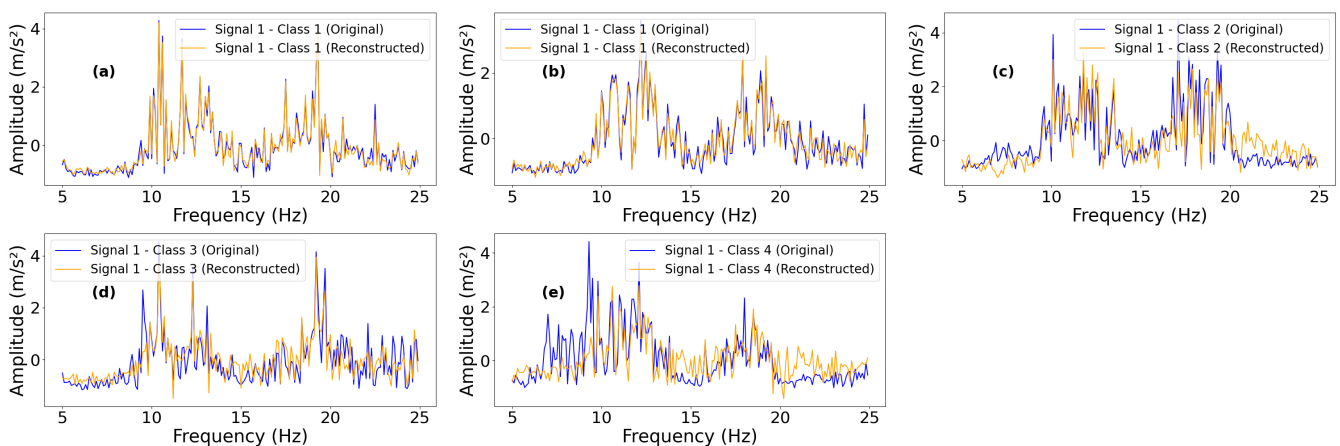 Amplitude (m/s²)
4
2
0
Signal 1 - Class 1 (Original)
Signal 1 - Class 1 (Reconstructed)
(a)
5 10 15 20 25
Frequency (Hz)
Amplitude (m/s²)
2
0
Signal 1 - Class 1 (Original)
Signal 1 - Class 1 (Reconstructed)
(b)
5 10 15 20 25
Frequency (Hz)
Amplitude (m/s²)
4
2
0
Signal 1 - Class 2 (Original)
Signal 1 - Class 2 (Reconstructed)
(c)
5 10 15 20 25
Frequency (Hz)
Amplitude (m/s²)
4
2
0
Signal 1 - Class 3 (Original)
Signal 1 - Class 3 (Reconstructed)
(d)
5 10 15 20 25
Frequency (Hz)
Amplitude (m/s²)
4
2
0
Signal 1 - Class 4 (Original)
Signal 1 - Class 4 (Reconstructed)
(e)
5 10 15 20 25
Frequency (Hz)